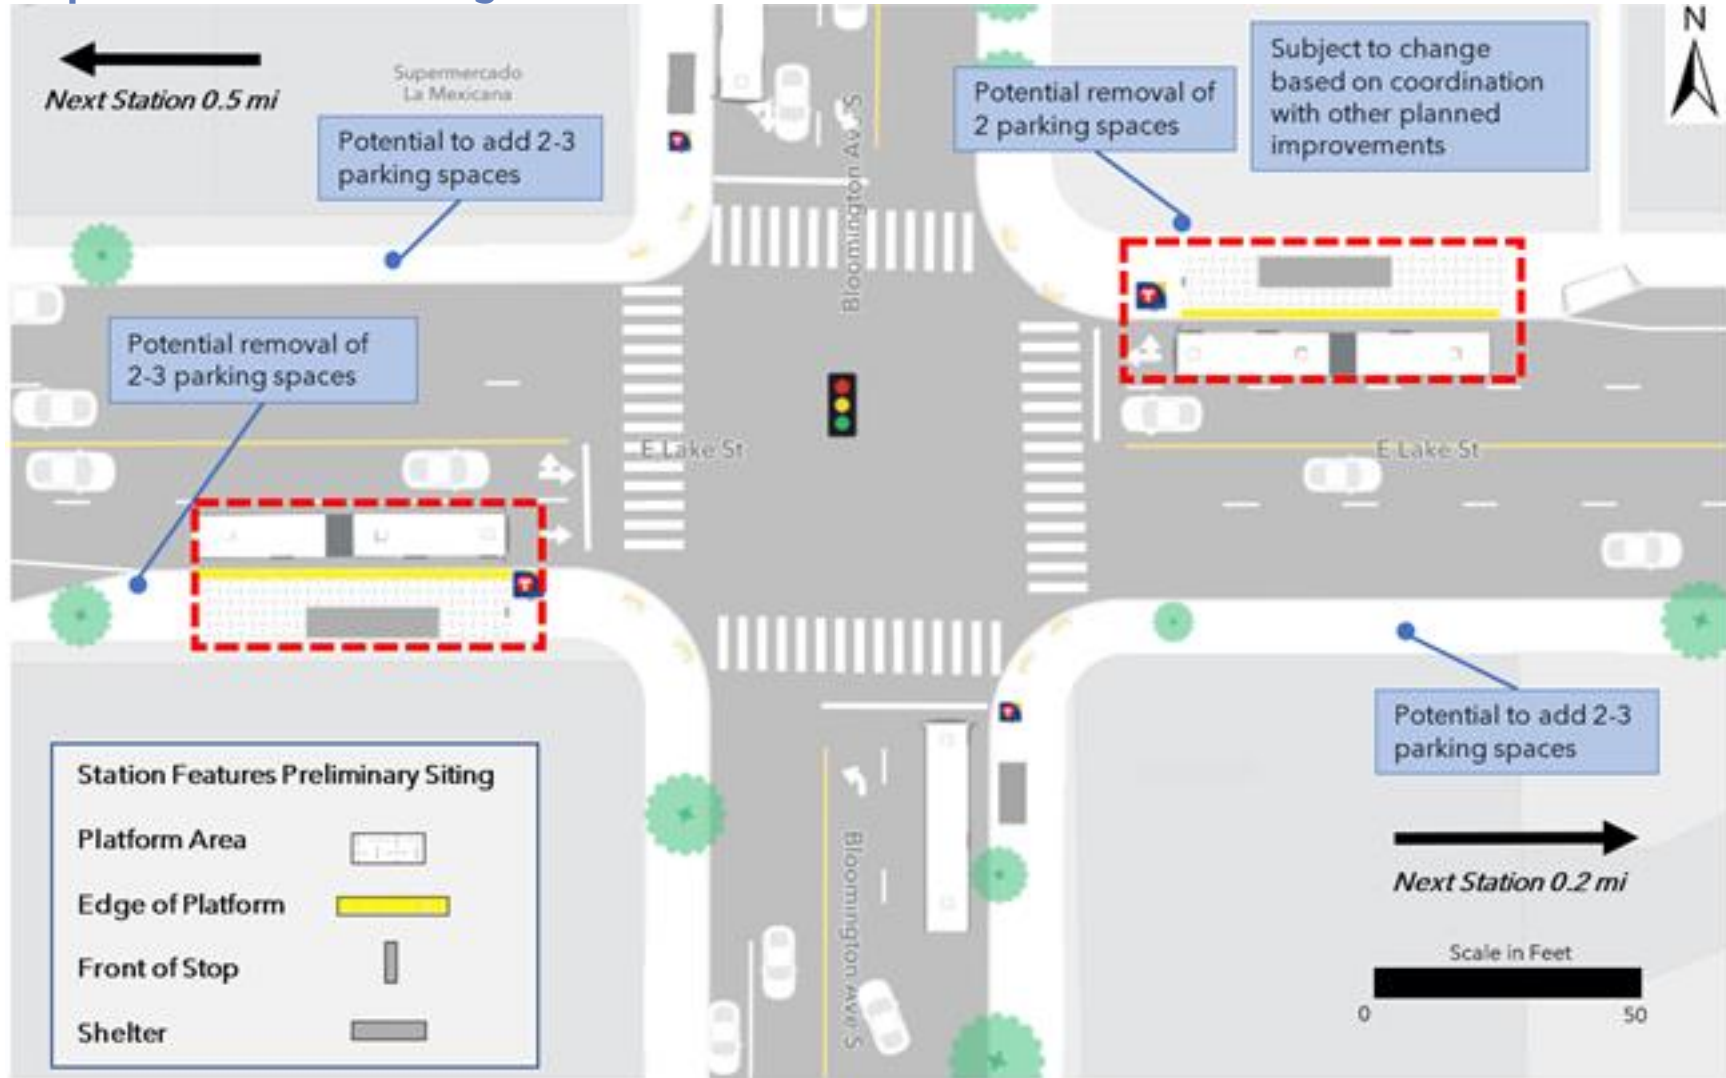 Next Station 0.5 mi
Supermercado
La Mexicana
Potential to add 2-3
parking spaces
Potential removal of
2 parking spaces
Subject to change
based on coordination
with other planned
improvements
N
Bloomington Av S
Potential removal of
2-3 parking spaces
E Lake St
E Lake St
Potential to add 2-3
parking spaces
Station Features Preliminary Siting
Platform Area
Edge of Platform
Front of Stop
Shelter
Bloomington Ave S
Next Station 0.2 mi
Scale in Feet
0
50